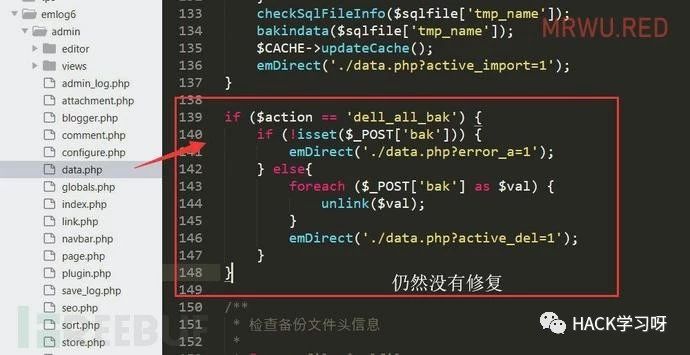 emlog6
admin
editor
views
admin_log.php
attachment.php
blogger.php
comment.php
configure.php
data.php
globals.php
index.php
link.php
navbar.php
page.php
plugin.php
save_log.php
seo.php
sort.php
store.php
133 checkSqlFileInfo($sqlfile['tmp_name']);
134 bakindata($sqlfile['tmp_name']);
135 $CACHE->updateCache();
136 emDirect('./data.php?active_import=1');
137 }
138
139 if ($action == 'dell_all_bak') {
140 if (!isset($_POST['bak'])) {
141 emDirect('./data.php?error_a=1');
142 } else{
143 foreach ($_POST['bak'] as $val) {
144 unlink($val);
145 }
146 emDirect('./data.php?active_del=1');
147 }
148 }
149
150 /**
151 * 检查备份文件头信息
152 *
MRWU.RED
仍然没有修复
HACK学习呀